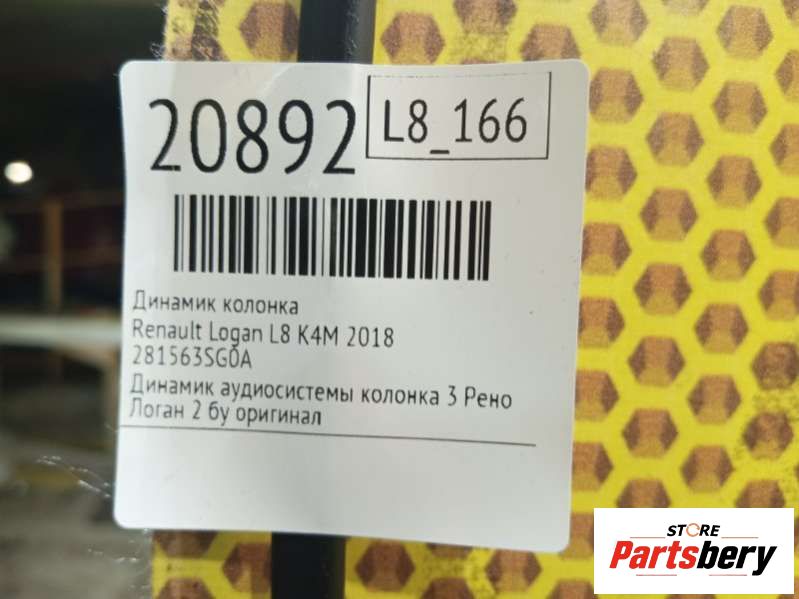 20892
L8_166
Динамик колонка
Renault Logan L8 K4M 2018
281563SG0A
Динамик аудиосистемы колонка 3 Рено
Логан 2 бу оригинал
STORE
Partsbery